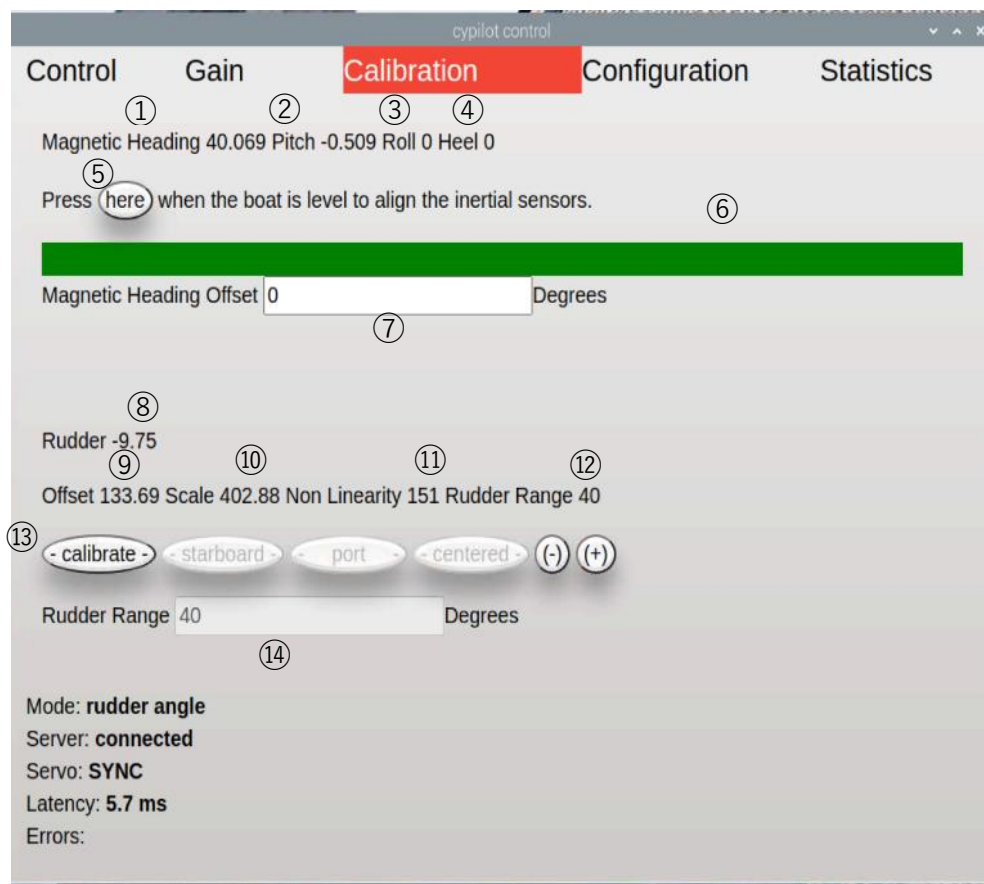 cypilot control
Control Gain Calibration Configuration Statistics
① ② ③ ④
Magnetic Heading 40.069 Pitch -0.509 Roll 0 Heel 0
⑤
Press here when the boat is level to align the inertial sensors.
⑥
Magnetic Heading Offset 0 Degrees
⑦
⑧
Rudder -9.75
⑨ ⑩ ⑪ ⑫
Offset 133.69 Scale 402.88 Non Linearity 151 Rudder Range 40
⑬
- calibrate - - starboard - - port - - centered - (-) (+)
Rudder Range 40 Degrees
⑭
Mode: rudder angle
Server: connected
Servo: SYNC
Latency: 5.7 ms
Errors: